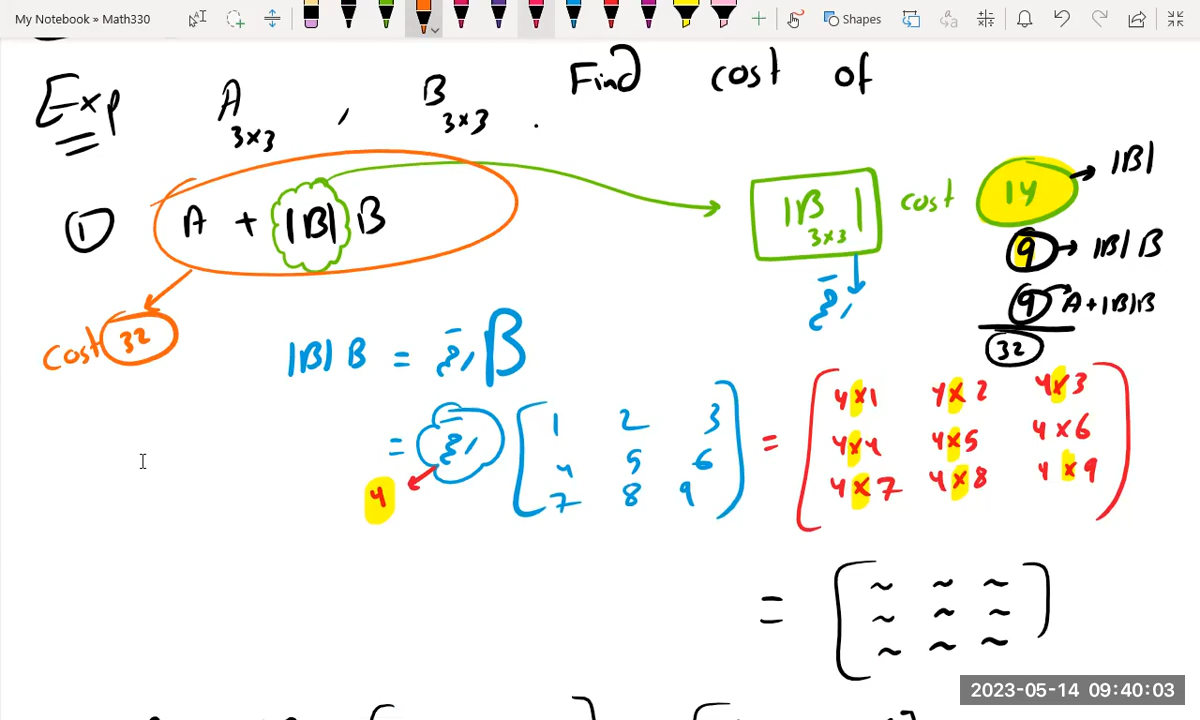 My Notebook » Math330
Shapes
Exp A 3×3 , B 3×3 . Find cost of
① A + |B| B
|B 3×3| cost 14 → |B|
9 → |B| B
9 → A+|B|B
32
cost 32
|B| B = B
= [ 1 2 3
4 5 6
7 8 9 ]
4
= [ 4×1 4×2 4×3
4×4 4×5 4×6
4×7 4×8 4×9 ]
= [ ~ ~ ~
~ ~ ~
~ ~ ~ ]
2023-05-14 09:40:03